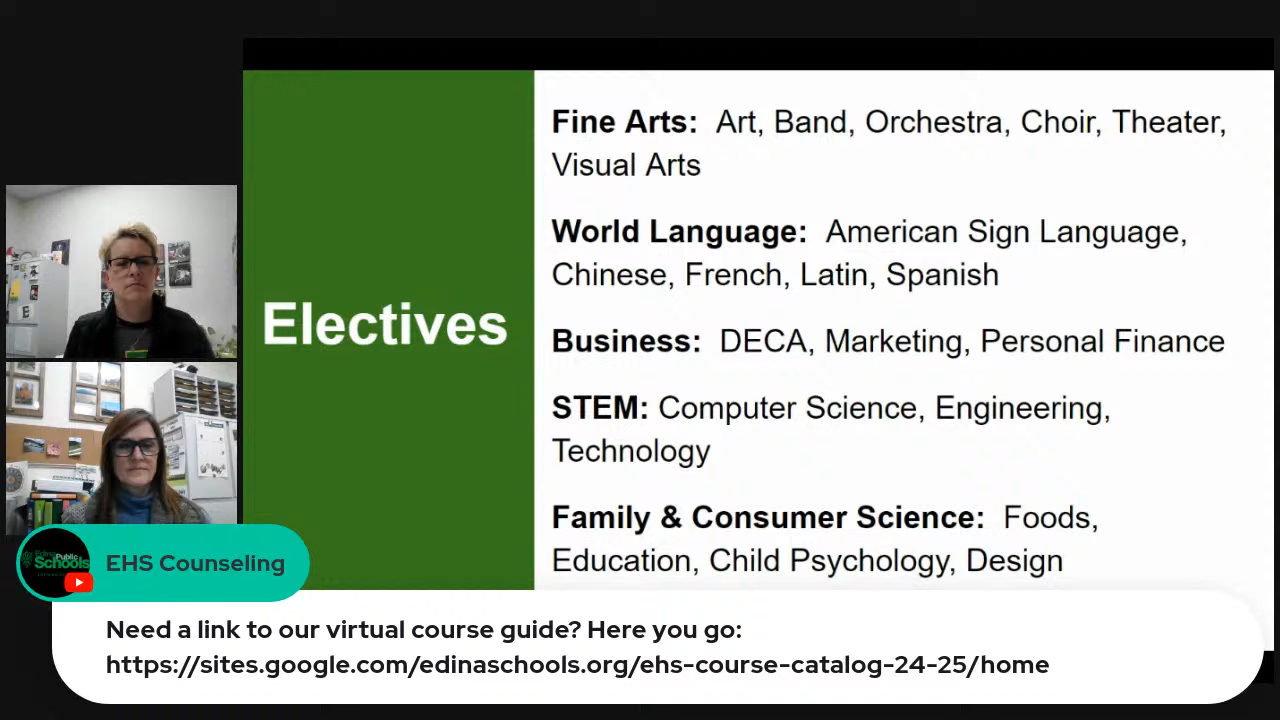 Electives
Fine Arts: Art, Band, Orchestra, Choir, Theater,
Visual Arts
World Language: American Sign Language,
Chinese, French, Latin, Spanish
Business: DECA, Marketing, Personal Finance
STEM: Computer Science, Engineering,
Technology
Family & Consumer Science: Foods,
Education, Child Psychology, Design
Edina Public
Schools
EHS Counseling
Need a link to our virtual course guide? Here you go:
https://sites.google.com/edinaschools.org/ehs-course-catalog-24-25/home